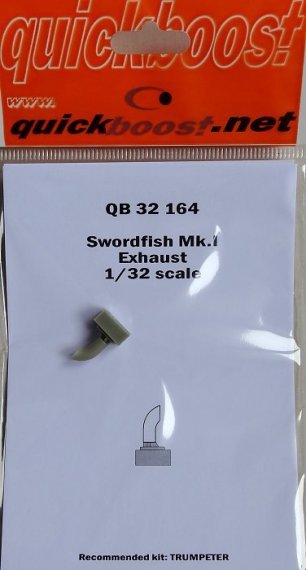 quickboost
www.
quickboost.net
QB 32 164
Swordfish Mk.I
Exhaust
1/32 scale
Recommended kit: TRUMPETER